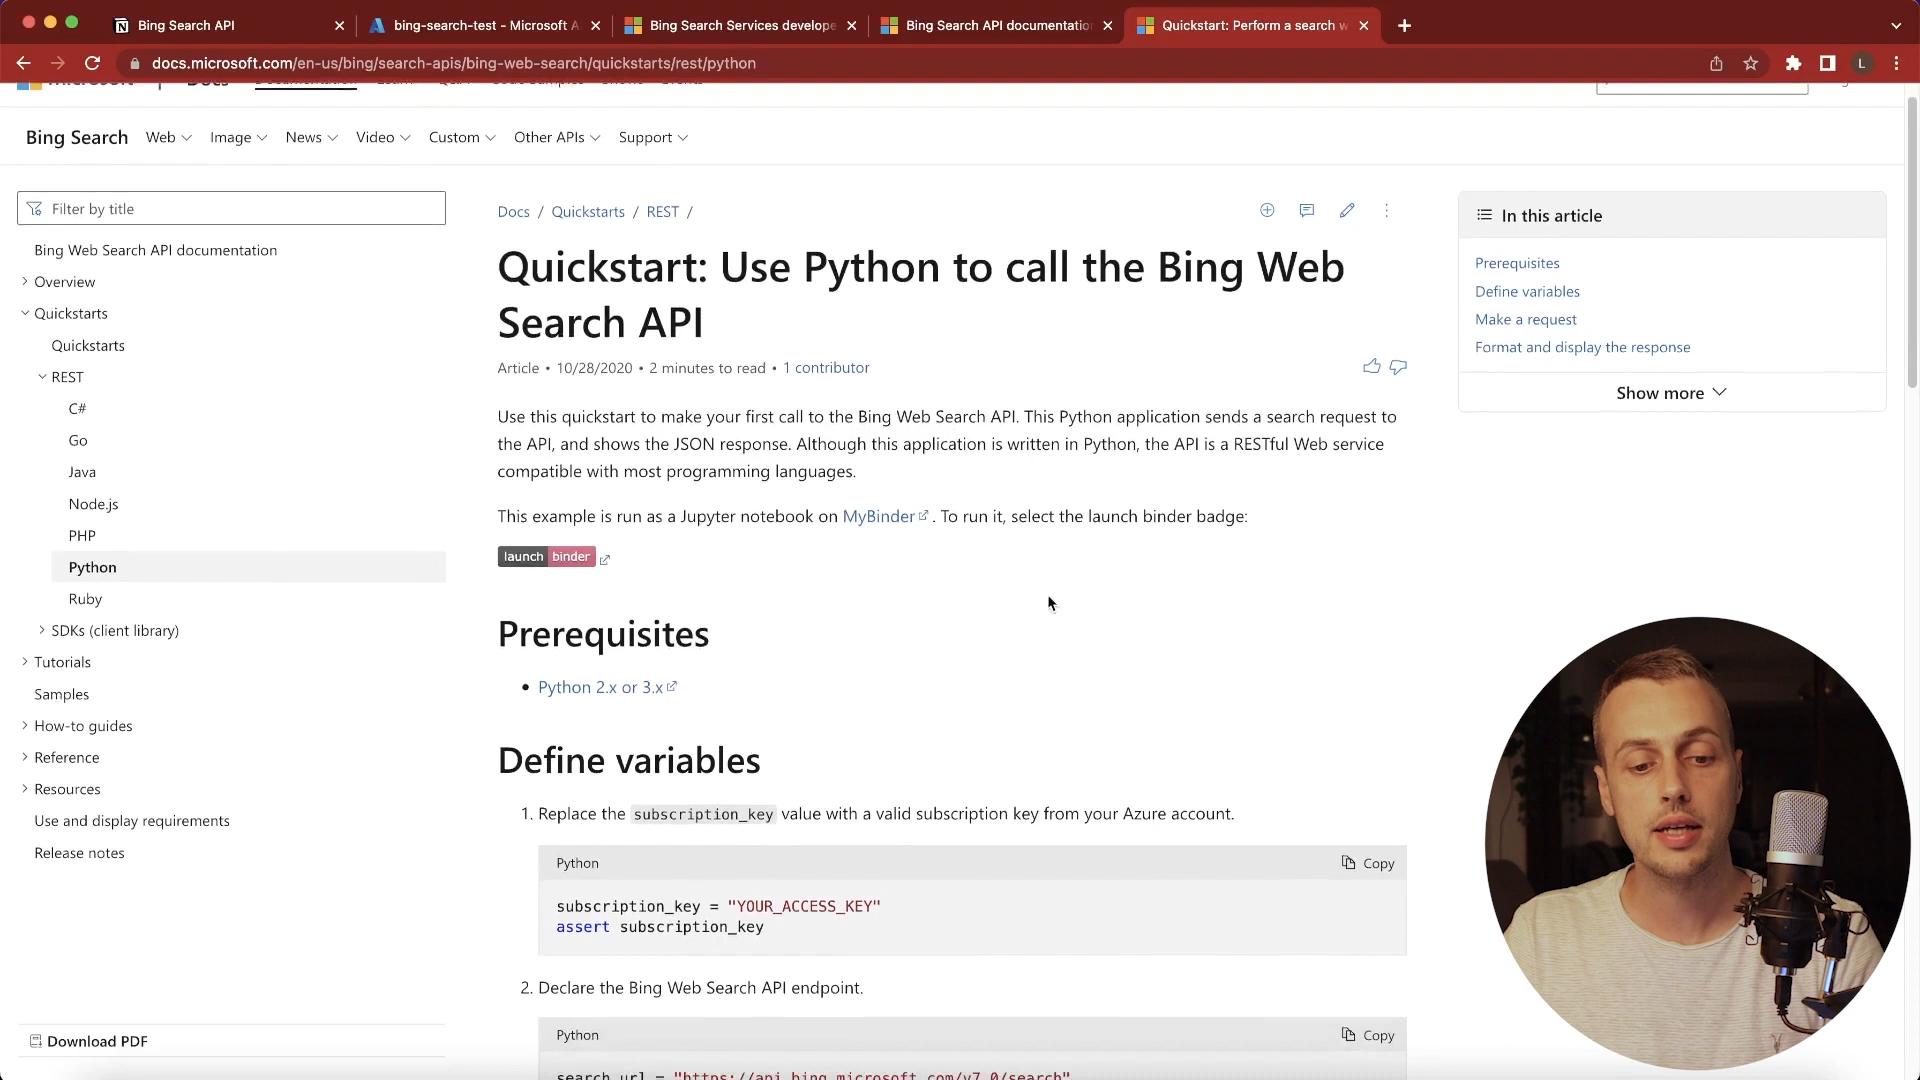 Bing Search API
bing-search-test - Microsoft A
Bing Search Services develope
Bing Search API documentatio
Quickstart: Perform a search w
docs.microsoft.com/en-us/bing/search-apis/bing-web-search/quickstarts/rest/python
L
Bing Search
Web
Image
News
Video
Custom
Other APIs
Support
Filter by title
Bing Web Search API documentation
Overview
Quickstarts
Quickstarts
REST
C#
Go
Java
Node.js
PHP
Python
Ruby
SDKs (client library)
Tutorials
Samples
How-to guides
Reference
Resources
Use and display requirements
Release notes
Download PDF
Docs / Quickstarts / REST /
Quickstart: Use Python to call the Bing Web
Search API
Article • 10/28/2020 • 2 minutes to read • 1 contributor
Use this quickstart to make your first call to the Bing Web Search API. This Python application sends a search request to
the API, and shows the JSON response. Although this application is written in Python, the API is a RESTful Web service
compatible with most programming languages.
This example is run as a Jupyter notebook on MyBinder . To run it, select the launch binder badge:
launch binder
Prerequisites
• Python 2.x or 3.x
Define variables
1. Replace the subscription_key value with a valid subscription key from your Azure account.
Python
Copy
subscription_key = "YOUR_ACCESS_KEY"
assert subscription_key
2. Declare the Bing Web Search API endpoint.
Python
Copy
search_url = "https://api.bing.microsoft.com/v7.0/search"
In this article
Prerequisites
Define variables
Make a request
Format and display the response
Show more